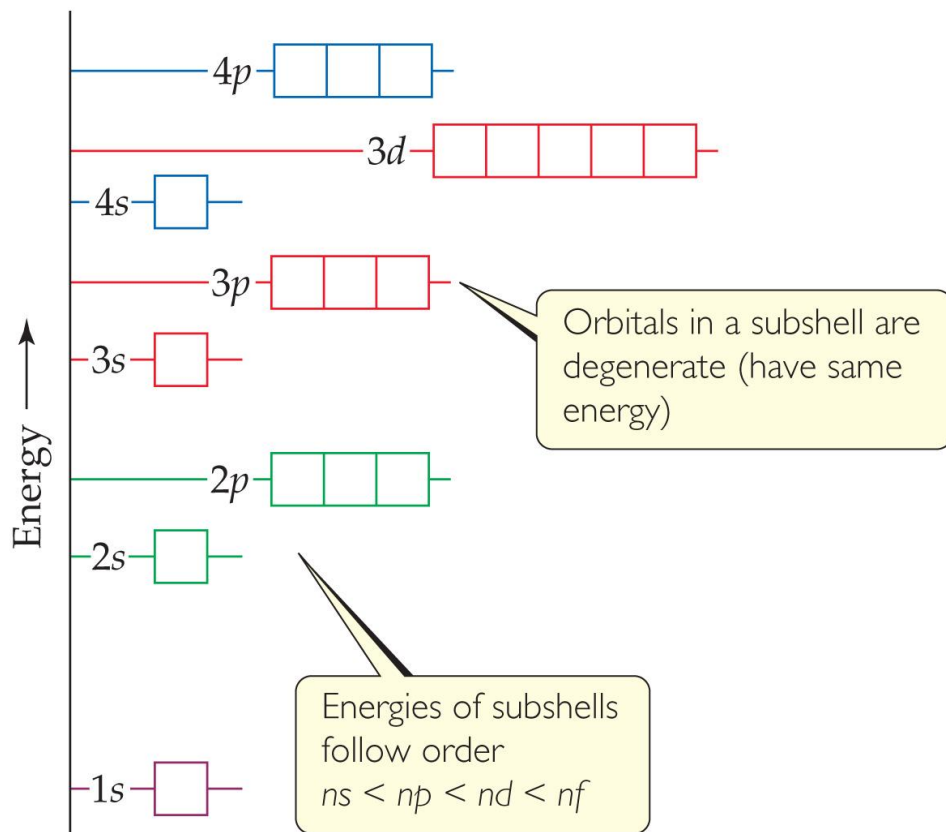 4p
3d
4s
3p
Orbitals in a subshell are
degenerate (have same
energy)
3s
Energy
2p
2s
Energies of subshells
follow order
ns < np < nd < nf
1s